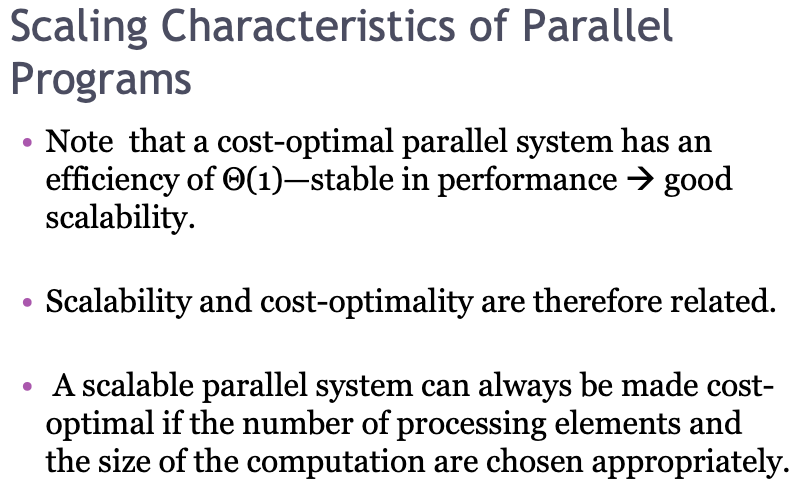 Scaling Characteristics of Parallel
Programs
• Note  that a cost-optimal parallel system has an
efficiency of Θ(1)—stable in performance → good
scalability.
• Scalability and cost-optimality are therefore related.
•  A scalable parallel system can always be made cost-
optimal if the number of processing elements and
the size of the computation are chosen appropriately.